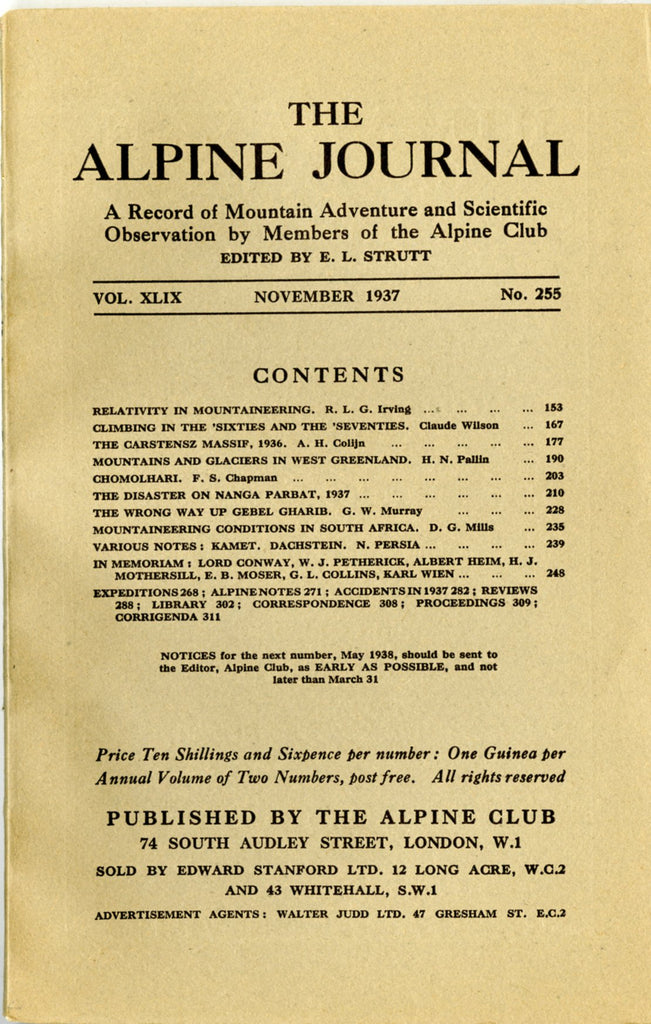 THE
ALPINE JOURNAL
A Record of Mountain Adventure and Scientific
Observation by Members of the Alpine Club
EDITED BY E. L. STRUTT
VOL. XLIX NOVEMBER 1937 No. 255
CONTENTS
RELATIVITY IN MOUNTAINEERING. R. L. G. Irving ... ... ... ... 153
CLIMBING IN THE 'SIXTIES AND THE 'SEVENTIES. Claude Wilson ... 167
THE CARSTENSZ MASSIF, 1936. A. H. Colijn ... ... ... ... 177
MOUNTAINS AND GLACIERS IN WEST GREENLAND. H. N. Pallin ... 190
CHOMOLHARI. F. S. Chapman ... ... ... ... ... ... ... 203
THE DISASTER ON NANGA PARBAT, 1937 ... ... ... ... ... 210
THE WRONG WAY UP GEBEL GHARIB. G. W. Murray ... ... ... 228
MOUNTAINEERING CONDITIONS IN SOUTH AFRICA. D. G. Mills ... 235
VARIOUS NOTES: KAMET. DACHSTEIN. N. PERSIA ... ... ... ... 239
IN MEMORIAM: LORD CONWAY, W. J. PETHERICK, ALBERT HEIM, H. J.
MOTHERSILL, E. B. MOSER, G. L. COLLINS, KARL WIEN ... ... ... 248
EXPEDITIONS 268; ALPINE NOTES 271; ACCIDENTS IN 1937 282; REVIEWS
288; LIBRARY 302; CORRESPONDENCE 308; PROCEEDINGS 309;
CORRIGENDA 311
NOTICES for the next number, May 1938, should be sent to
the Editor, Alpine Club, as EARLY AS POSSIBLE, and not
later than March 31
Price Ten Shillings and Sixpence per number: One Guinea per
Annual Volume of Two Numbers, post free. All rights reserved
PUBLISHED BY THE ALPINE CLUB
74 SOUTH AUDLEY STREET, LONDON, W.1
SOLD BY EDWARD STANFORD LTD. 12 LONG ACRE, W.C.2
AND 43 WHITEHALL, S.W.1
ADVERTISEMENT AGENTS: WALTER JUDD LTD. 47 GRESHAM ST. E.C.2